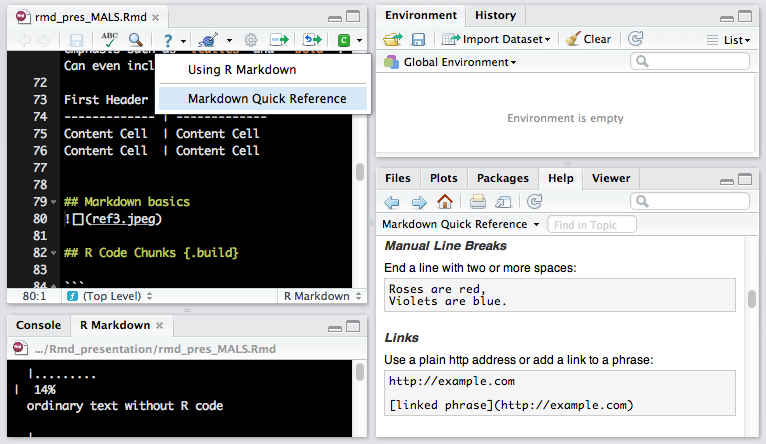 rmd_pres_MALS.Rmd
ABC
List
Using R Markdown
Markdown Quick Reference
Can even incl
72
73 First Header
74 ------------- | -------------
75 Content Cell | Content Cell
76 Content Cell | Content Cell
77
78
79 ## Markdown basics
80 ![](ref3.jpeg)
81
82 ## R Code Chunks {.build}
83
84 ```
80:1 (Top Level) R Markdown
Console R Markdown
.../Rmd_presentation/rmd_pres_MALS.Rmd
|.........
| 14%
ordinary text without R code
Environment History
Import Dataset Clear
Global Environment
Environment is empty
Files Plots Packages Help Viewer
Markdown Quick Reference Find in Topic
Manual Line Breaks
End a line with two or more spaces:
Roses are red,
Violets are blue.
Links
Use a plain http address or add a link to a phrase:
http://example.com
[linked phrase](http://example.com)